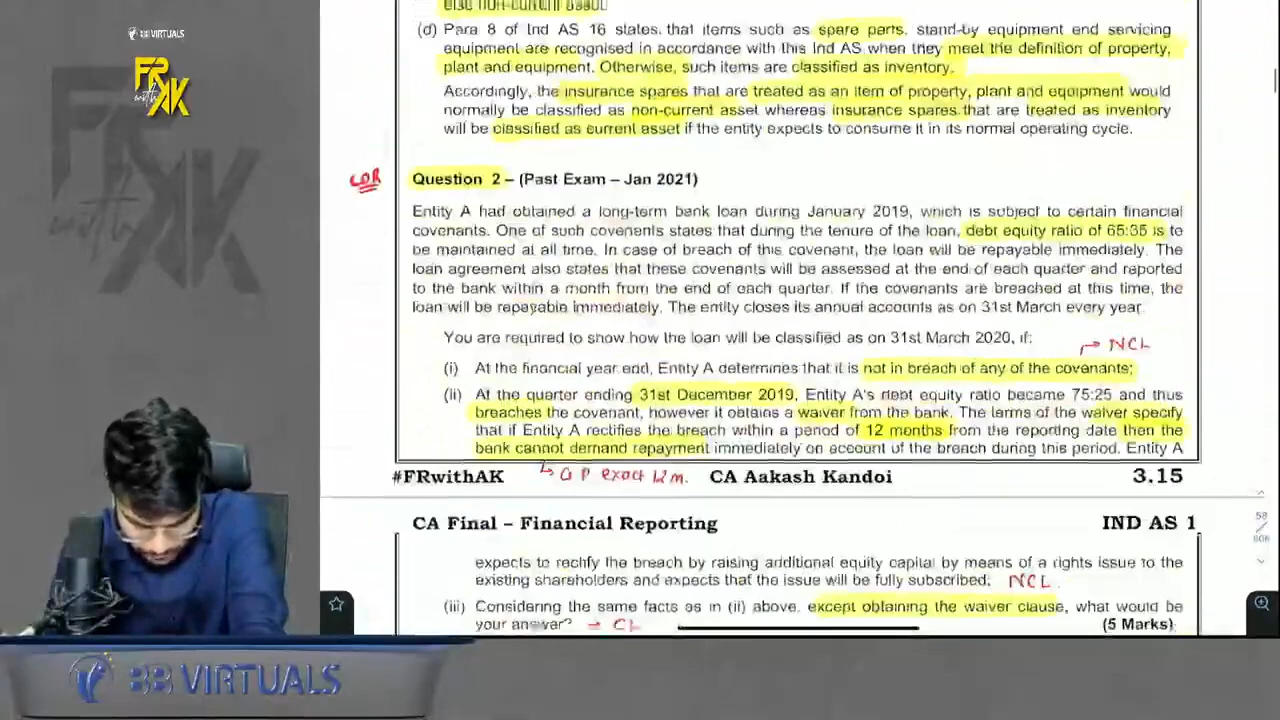 BB VIRTUALS
FR
with
AK
(d) Para 8 of Ind AS 16 states that items such as spare parts, stand-by equipment and servicing
equipment are recognised in accordance with this Ind AS when they meet the definition of property,
plant and equipment. Otherwise, such items are classified as inventory.
Accordingly, the insurance spares that are treated as an item of property, plant and equipment would
normally be classified as non-current asset whereas insurance spares that are treated as inventory
will be classified as current asset if the entity expects to consume it in its normal operating cycle.
Question 2 – (Past Exam – Jan 2021)
Entity A had obtained a long-term bank loan during January 2019, which is subject to certain financial
covenants. One of such covenants states that during the tenure of the loan, debt equity ratio of 65:35 is to
be maintained at all time. In case of breach of this covenant, the loan will be repayable immediately. The
loan agreement also states that these covenants will be assessed at the end of each quarter and reported
to the bank within a month from the end of each quarter. If the covenants are breached at this time, the
loan will be repayable immediately. The entity closes its annual accounts as on 31st March every year.
You are required to show how the loan will be classified as on 31st March 2020, if:
→ NCL
(i) At the financial year end, Entity A determines that it is not in breach of any of the covenants;
(ii) At the quarter ending 31st December 2019, Entity A's debt equity ratio became 75:25 and thus
breaches the covenant, however it obtains a waiver from the bank. The terms of the waiver specify
that if Entity A rectifies the breach within a period of 12 months from the reporting date then the
bank cannot demand repayment immediately on account of the breach during this period. Entity A
↳ G P exact 12 m.
#FRwithAK CA Aakash Kandoi 3.15
CA Final – Financial Reporting IND AS 1
58
/
606
expects to rectify the breach by raising additional equity capital by means of a rights issue to the
existing shareholders and expects that the issue will be fully subscribed; NCL
(iii) Considering the same facts as in (ii) above, except obtaining the waiver clause, what would be
your answer? → CL (5 Marks)
BB VIRTUALS